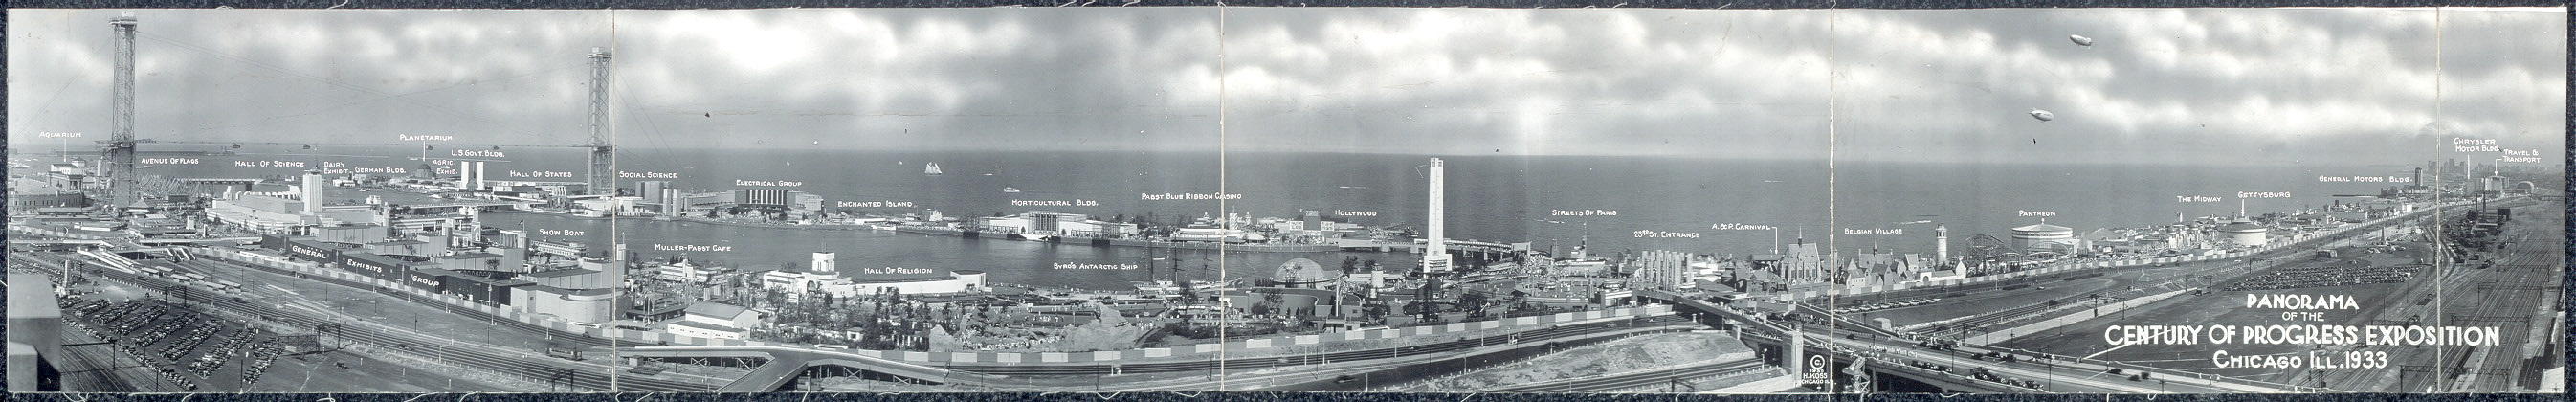 AQUARIUM
AVENUE OF FLAGS
HALL OF SCIENCE
DAIRY
EXHIBIT
GERMAN BLDG.
PLANETARIUM
AGRIC
EXHIB.
U.S. GOVT. BLDG.
HALL OF STATES
SOCIAL SCIENCE
ELECTRICAL GROUP
ENCHANTED ISLAND
HORTICULTURAL BLDG.
PABST BLUE RIBBON CASINO
HOLLYWOOD
STREETS OF PARIS
23RD ST. ENTRANCE
A. & P. CARNIVAL
BELGIAN VILLAGE
PANTHEON
THE MIDWAY
GETTYSBURG
GENERAL MOTORS BLDG.
CHRYSLER
MOTOR BLDG.
TRAVEL &
TRANSPORT
GENERAL EXHIBITS GROUP
SHOW BOAT
MULLER-PABST CAFE
HALL OF RELIGION
BYRD'S ANTARCTIC SHIP
PANORAMA
OF THE
CENTURY OF PROGRESS EXPOSITION
CHICAGO ILL. 1933
©
1933
H. KOSS
CHICAGO ILL.